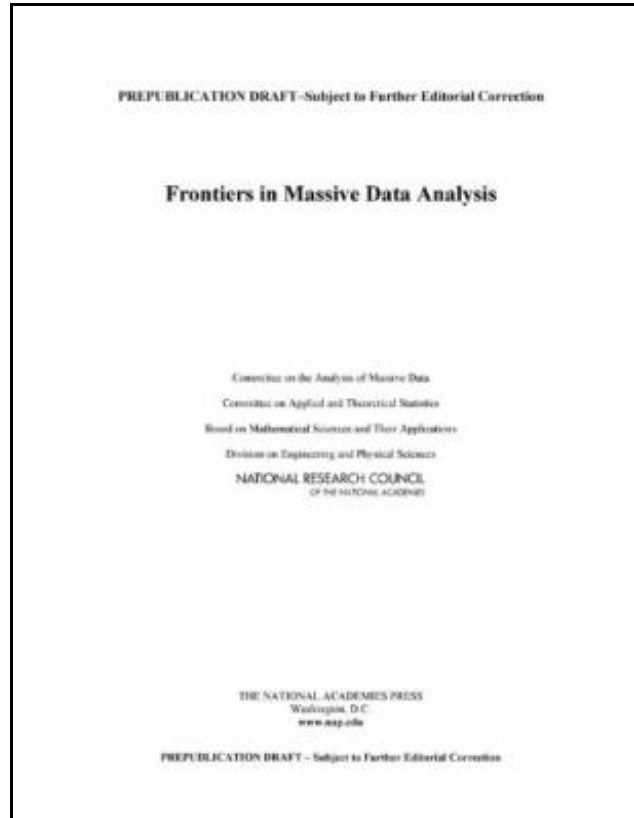 PREPUBLICATION DRAFT–Subject to Further Editorial Correction
Frontiers in Massive Data Analysis
Committee on the Analysis of Massive Data
Committee on Applied and Theoretical Statistics
Board on Mathematical Sciences and Their Applications
Division on Engineering and Physical Sciences
NATIONAL RESEARCH COUNCIL
OF THE NATIONAL ACADEMIES
THE NATIONAL ACADEMIES PRESS
Washington, D.C.
www.nap.edu
PREPUBLICATION DRAFT – Subject to Further Editorial Correction